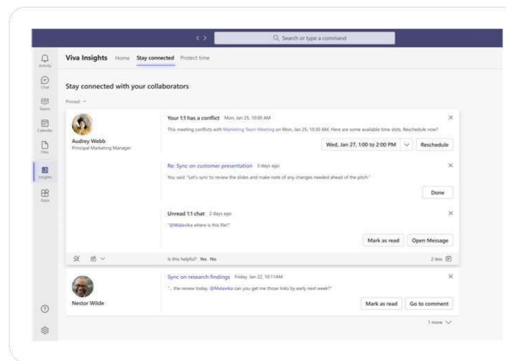 Search or type a command
Viva Insights Home Stay connected Protect time
Activity
Chat
Teams
Calendar
Files
Insights
Apps
Stay connected with your collaborators
Pinned
Audrey Webb
Principal Marketing Manager
Your 1:1 has a conflict Mon, Jan 25, 10:00 AM
This meeting conflicts with Marketing Team Meeting on Mon, Jan 25, 10:30 AM. Here are some available time slots. Reschedule now?
Wed, Jan 27, 1:00 to 2:00 PM Reschedule
Re: Sync on customer presentation 3 days ago
You said "Let's sync to review the slides and make note of any changes needed ahead of the pitch."
Done
Unread 1:1 chat 2 days ago
"@Malavika where is this file?"
Mark as read Open Message
Is this helpful? Yes No
2 less
Nestor Wilde
Sync on research findings Friday, Jan 22, 10:11AM
"... the review today. @Malavika can you get me those links by early next week?"
Mark as read Go to comment
1 more